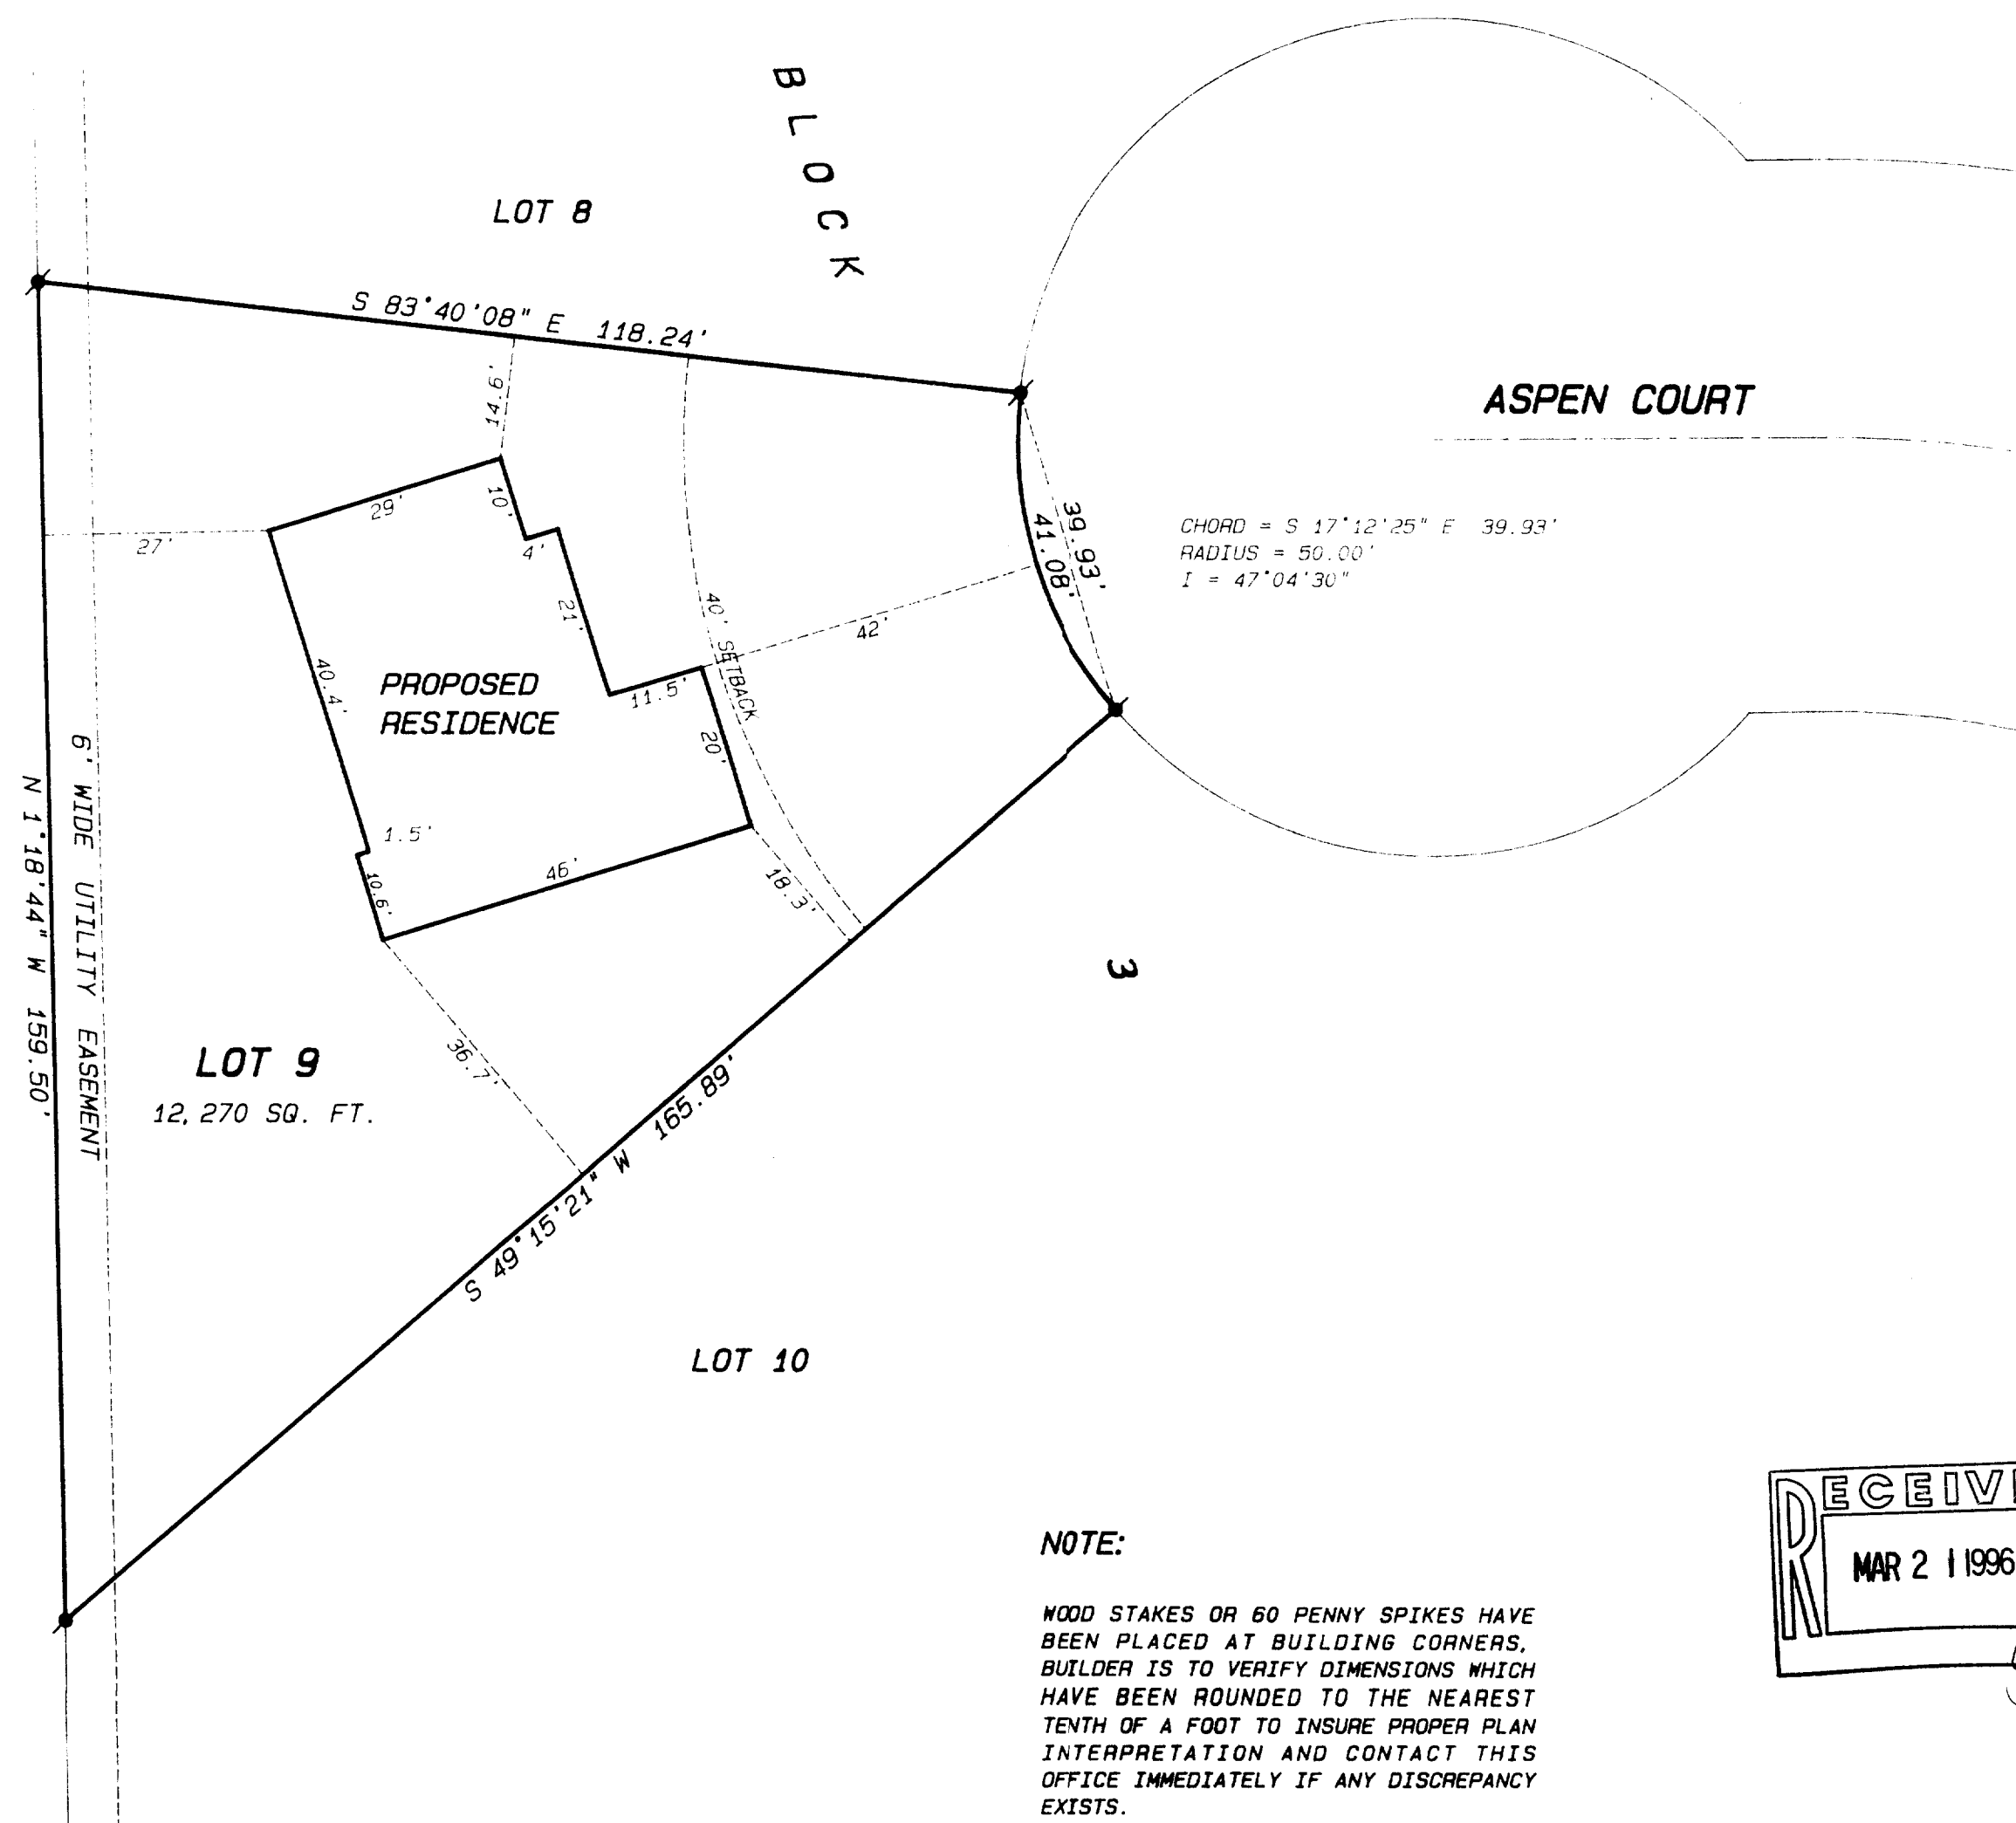 BLOCK
LOT 8
S 83°40'08" E 118.24'
14.6'
ASPEN COURT
29'
10'
4'
27'
39.93'
41.08'
CHORD = S 17°12'25" E 39.93'
RADIUS = 50.00'
I = 47°04'30"
21'
40' SETBACK
42'
40.4'
PROPOSED
RESIDENCE
11.5'
20'
1.5'
46'
10.6'
18.3'
6' WIDE UTILITY EASEMENT
N 1°18'44" W 159.50'
3
36.7'
LOT 9
12,270 SQ. FT.
S 49°15'21" W 165.89'
LOT 10
NOTE:
WOOD STAKES OR 60 PENNY SPIKES HAVE
BEEN PLACED AT BUILDING CORNERS,
BUILDER IS TO VERIFY DIMENSIONS WHICH
HAVE BEEN ROUNDED TO THE NEAREST
TENTH OF A FOOT TO INSURE PROPER PLAN
INTERPRETATION AND CONTACT THIS
OFFICE IMMEDIATELY IF ANY DISCREPANCY
EXISTS.
MAR 2 1 1996